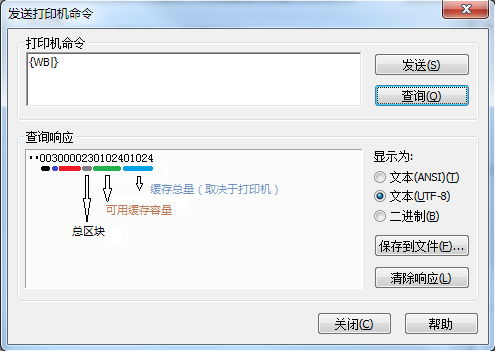 发送打印机命令
打印机命令
{WB|}
发送(S)
查询(Q)
查询响应
••003000023010240​1024
缓存总量（取决于打印机）
可用缓存容量
总区块
显示为:
文本(ANSI)(T)
文本(UTF-8)
二进制(B)
保存到文件(F)...
清除响应(L)
关闭(C)
帮助